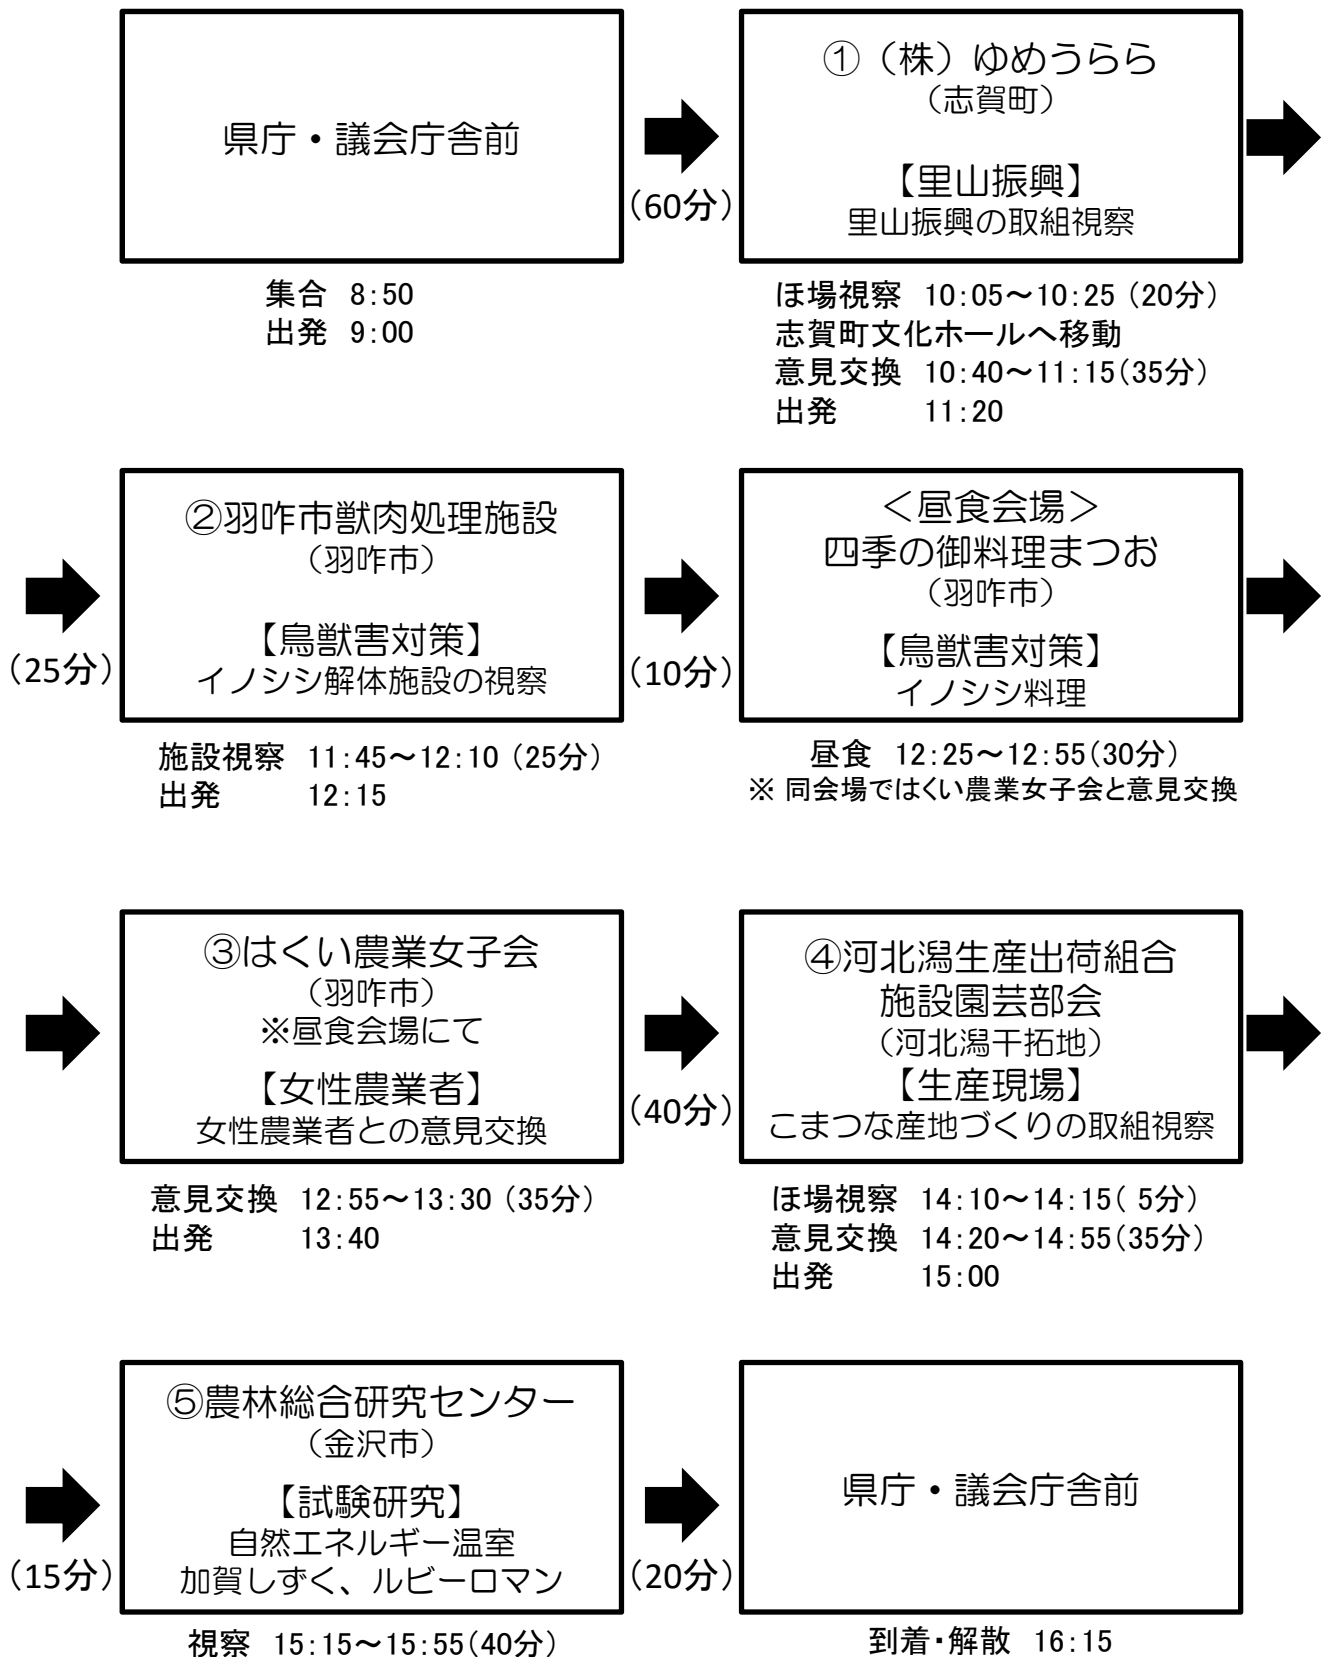 県庁・議会庁舎前
集合 8:50
出発 9:00
(60分)
①(株)ゆめうらら
(志賀町)
【里山振興】
里山振興の取組視察
ほ場視察 10:05~10:25(20分)
志賀町文化ホールへ移動
意見交換 10:40~11:15(35分)
出発 11:20
(25分)
②羽咋市獣肉処理施設
(羽咋市)
【鳥獣害対策】
イノシシ解体施設の視察
施設視察 11:45~12:10(25分)
出発 12:15
(10分)
<昼食会場>
四季の御料理まつお
(羽咋市)
【鳥獣害対策】
イノシシ料理
昼食 12:25~12:55(30分)
※ 同会場ではくい農業女子会と意見交換
③はくい農業女子会
(羽咋市)
※昼食会場にて
【女性農業者】
女性農業者との意見交換
意見交換 12:55~13:30(35分)
出発 13:40
(40分)
④河北潟生産出荷組合
施設園芸部会
(河北潟干拓地)
【生産現場】
こまつな産地づくりの取組視察
ほ場視察 14:10~14:15( 5分)
意見交換 14:20~14:55(35分)
出発 15:00
(15分)
⑤農林総合研究センター
(金沢市)
【試験研究】
自然エネルギー温室
加賀しずく、ルビーロマン
視察 15:15~15:55(40分)
(20分)
県庁・議会庁舎前
到着・解散 16:15